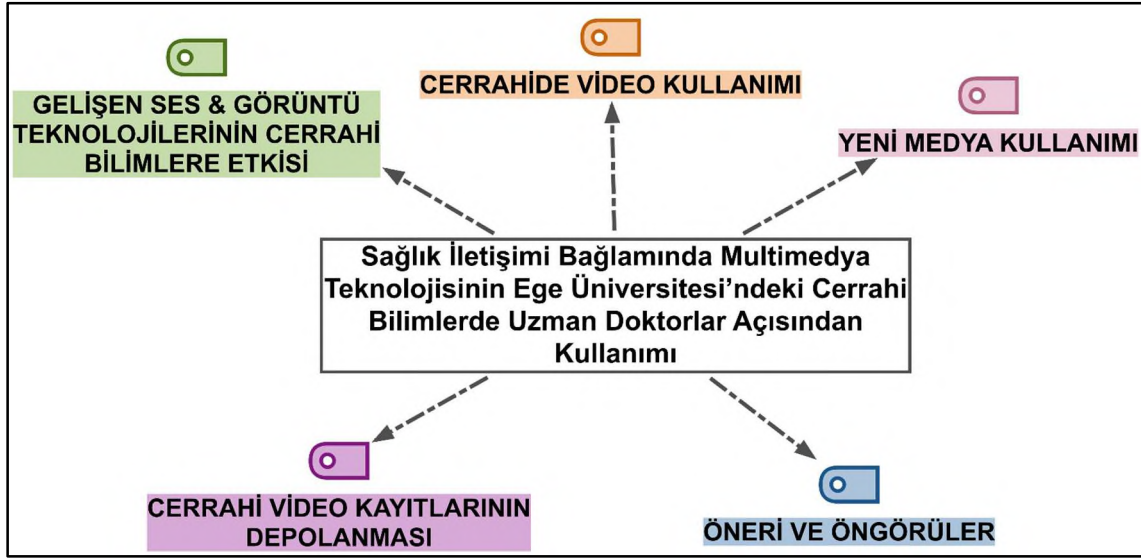 GELİŞEN SES & GÖRÜNTÜ
TEKNOLOJİLERİNİN CERRAHİ
BİLİMLERE ETKİSİ
CERRAHİDE VİDEO KULLANIMI
YENİ MEDYA KULLANIMI
Sağlık İletişimi Bağlamında Multimedya
Teknolojisinin Ege Üniversitesi’ndeki Cerrahi
Bilimlerde Uzman Doktorlar Açısından
Kullanımı
CERRAHİ VİDEO KAYITLARININ
DEPOLANMASI
ÖNERİ VE ÖNGÖRÜLER